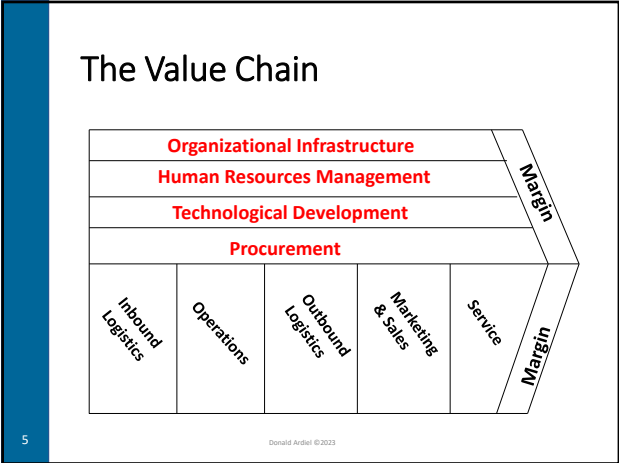 The Value Chain
Organizational Infrastructure
Human Resources Management
Technological Development
Procurement
Margin
Inbound
Logistics
Operations
Outbound
Logistics
Marketing
& Sales
Service
Margin
5
Donald Ardiel ©2023